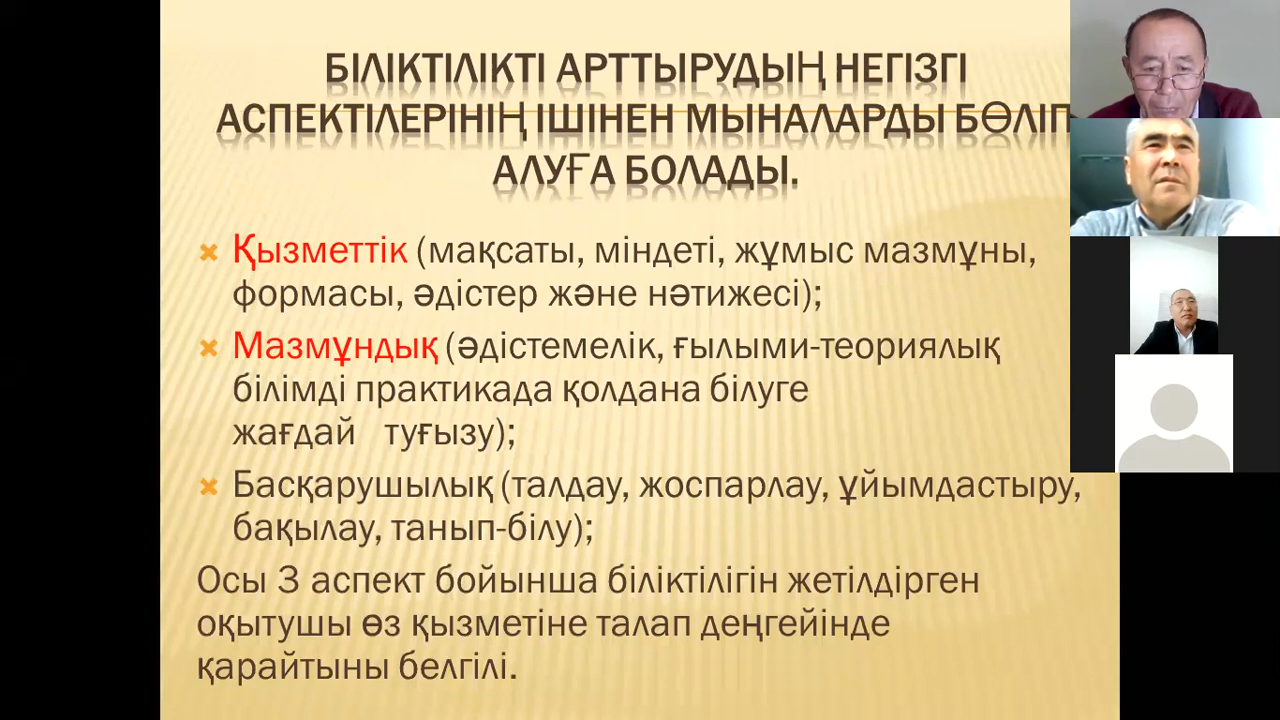 БІЛІКТІЛІКТІ АРТТЫРУДЫҢ НЕГІЗГІ
АСПЕКТІЛЕРІНІҢ ІШІНЕН МЫНАЛАРДЫ БӨЛІП
АЛУҒА БОЛАДЫ.
Қызметтік (мақсаты, міндеті, жұмыс мазмұны,
формасы, әдістер және нәтижесі);
Мазмұндық (әдістемелік, ғылыми-теориялық
білімді практикада қолдана білуге
жағдай туғызу);
Басқарушылық (талдау, жоспарлау, ұйымдастыру,
бақылау, танып-білу);
Осы 3 аспект бойынша біліктілігін жетілдірген
оқытушы өз қызметіне талап деңгейінде
қарайтыны белгілі.